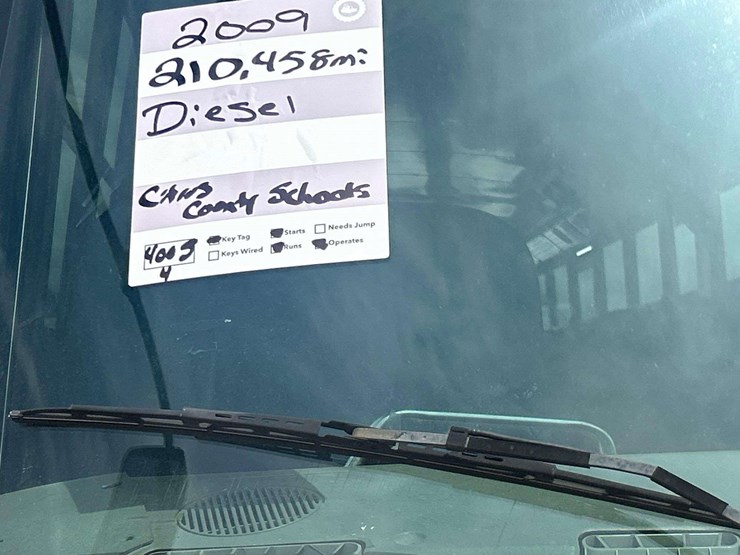 2009
210,458mi
Diesel
County Schools
Key Tag Starts Needs Jump
Keys Wired Runs Operates
4003
4